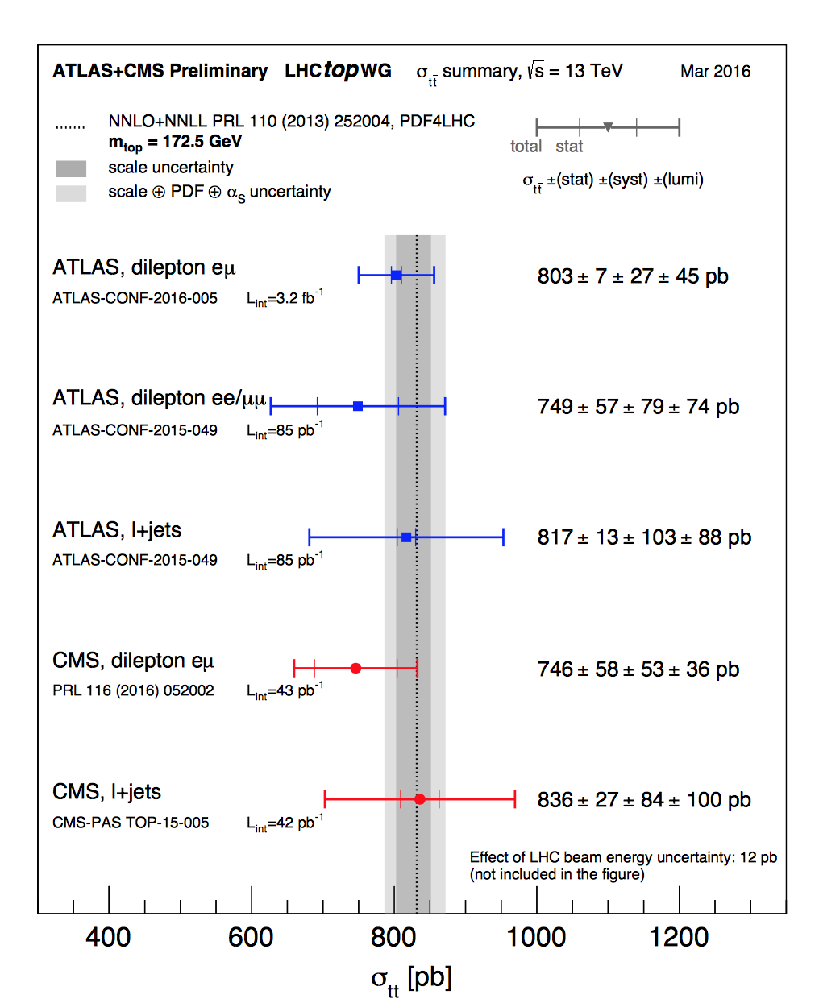 ATLAS+CMS Preliminary LHCtopWG σtt̄ summary, √s = 13 TeV Mar 2016
NNLO+NNLL PRL 110 (2013) 252004, PDF4LHC
mtop = 172.5 GeV
scale uncertainty
scale ⊕ PDF ⊕ αS uncertainty
total stat
σtt̄ ±(stat) ±(syst) ±(lumi)
ATLAS, dilepton eμ
803 ± 7 ± 27 ± 45 pb
ATLAS-CONF-2016-005 Lint=3.2 fb-1
ATLAS, dilepton ee/μμ
749 ± 57 ± 79 ± 74 pb
ATLAS-CONF-2015-049 Lint=85 pb-1
ATLAS, l+jets
817 ± 13 ± 103 ± 88 pb
ATLAS-CONF-2015-049 Lint=85 pb-1
CMS, dilepton eμ
746 ± 58 ± 53 ± 36 pb
PRL 116 (2016) 052002 Lint=43 pb-1
CMS, l+jets
836 ± 27 ± 84 ± 100 pb
CMS-PAS TOP-15-005 Lint=42 pb-1
Effect of LHC beam energy uncertainty: 12 pb
(not included in the figure)
400 600 800 1000 1200
σtt̄ [pb]